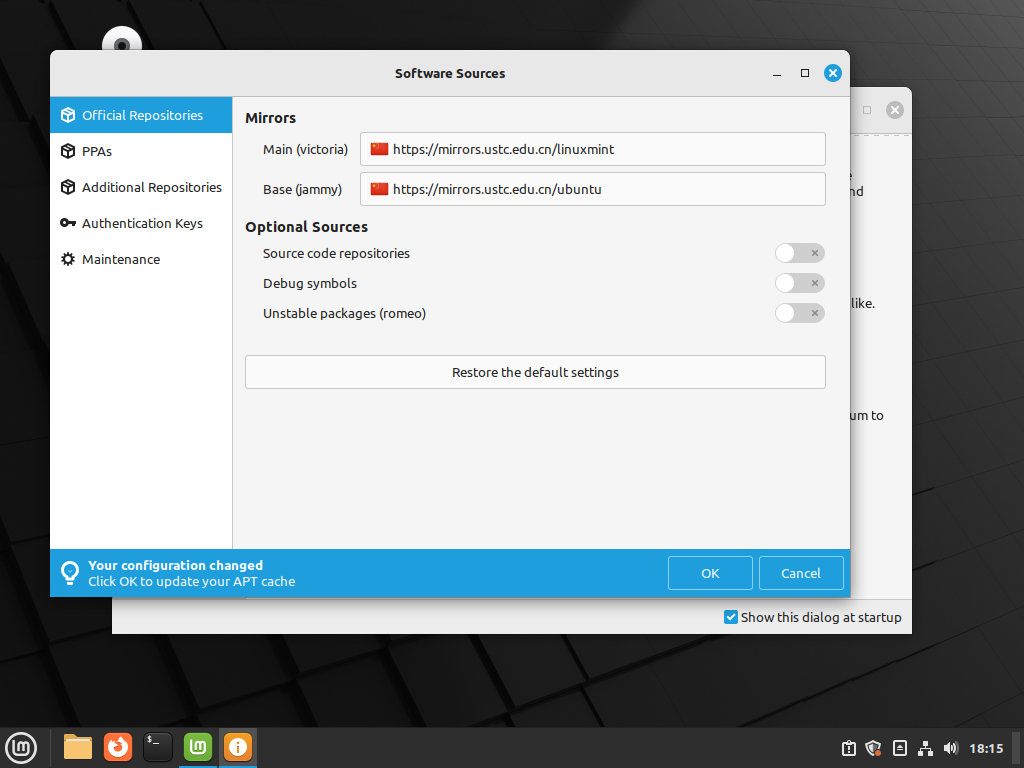 Software Sources
Official Repositories
PPAs
Additional Repositories
Authentication Keys
Maintenance
Mirrors
Main (victoria)
https://mirrors.ustc.edu.cn/linuxmint
Base (jammy)
https://mirrors.ustc.edu.cn/ubuntu
Optional Sources
Source code repositories
Debug symbols
Unstable packages (romeo)
Restore the default settings
like.
um to
Your configuration changed
Click OK to update your APT cache
OK
Cancel
Show this dialog at startup
$_
lm
lm
18:15